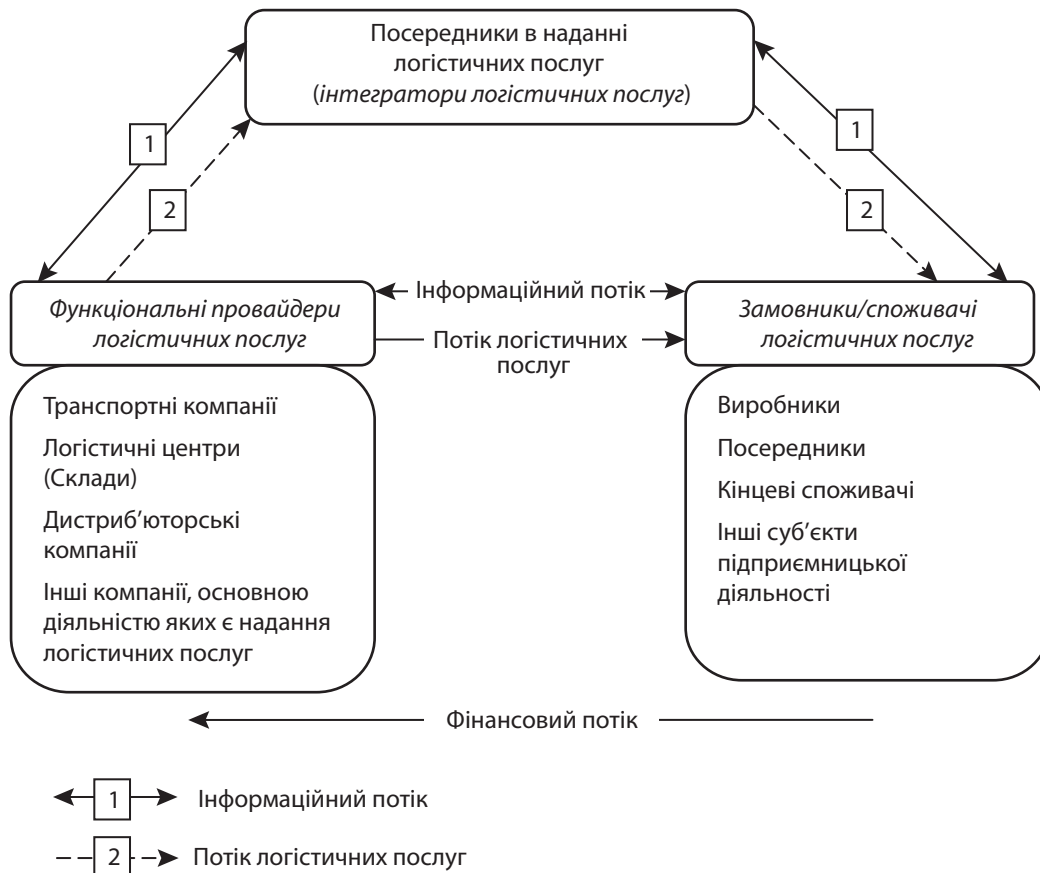 Посередники в наданні
логістичних послуг
(інтегратори логістичних послуг)
1
1
2
2
Функціональні провайдери
логістичних послуг
Інформаційний потік
Потік логістичних
послуг
Замовники/споживачі
логістичних послуг
Транспортні компанії
Логістичні центри
(Склади)
Дистриб’юторські
компанії
Інші компанії, основною
діяльністю яких є надання
логістичних послуг
Виробники
Посередники
Кінцеві споживачі
Інші суб’єкти
підприємницької
діяльності
Фінансовий потік
1 Інформаційний потік
2 Потік логістичних послуг